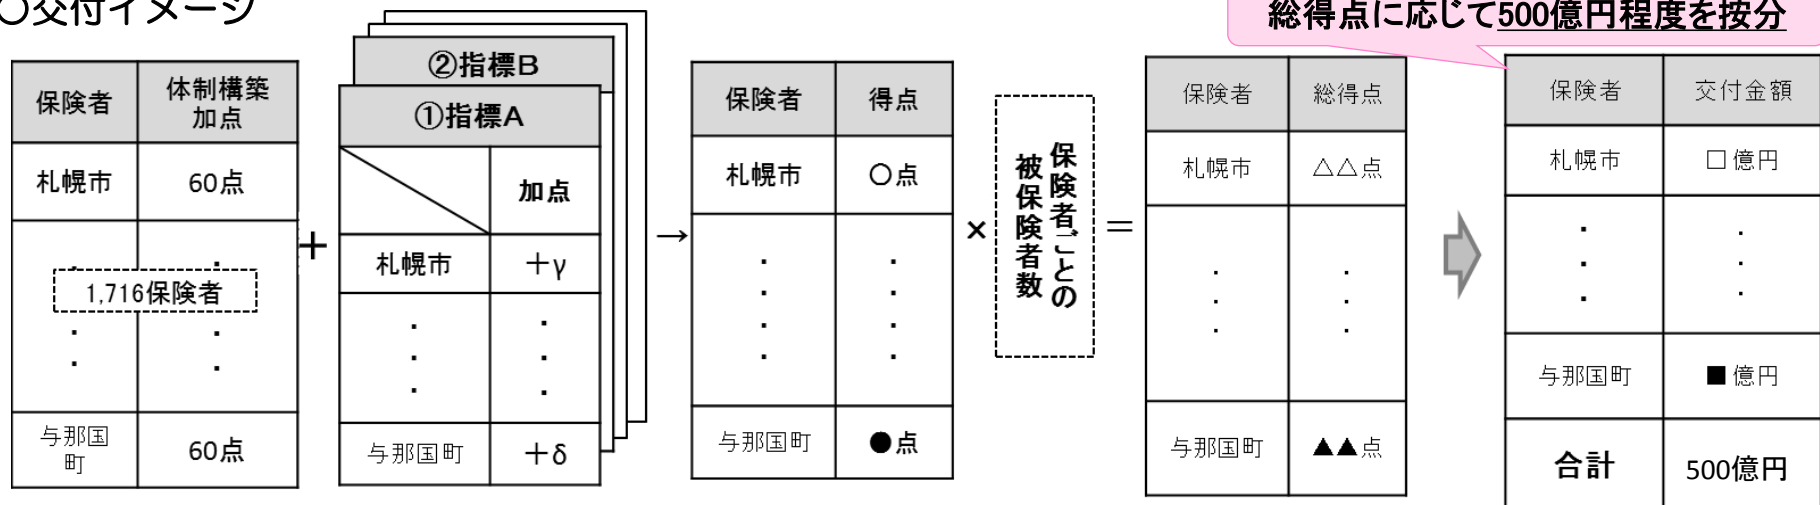 〇交付イメージ
総得点に応じて500億円程度を按分
保険者 体制構築加点
札幌市 60点
・ ・
1,716保険者
・ ・
・ ・
与那国町 60点
＋
②指標B
①指標A
加点
札幌市 ＋γ
・ ・
・ ・
・ ・
与那国町 ＋δ
→
保険者 得点
札幌市 〇点
・ ・
・ ・
・ ・
・ ・
与那国町 ●点
×
保険者ごとの
被保険者数
＝
保険者 総得点
札幌市 △△点
・ ・
・ ・
・ ・
与那国町 ▲▲点
保険者 交付金額
札幌市 □億円
・ ・
・ ・
・ ・
与那国町 ■億円
合計 500億円